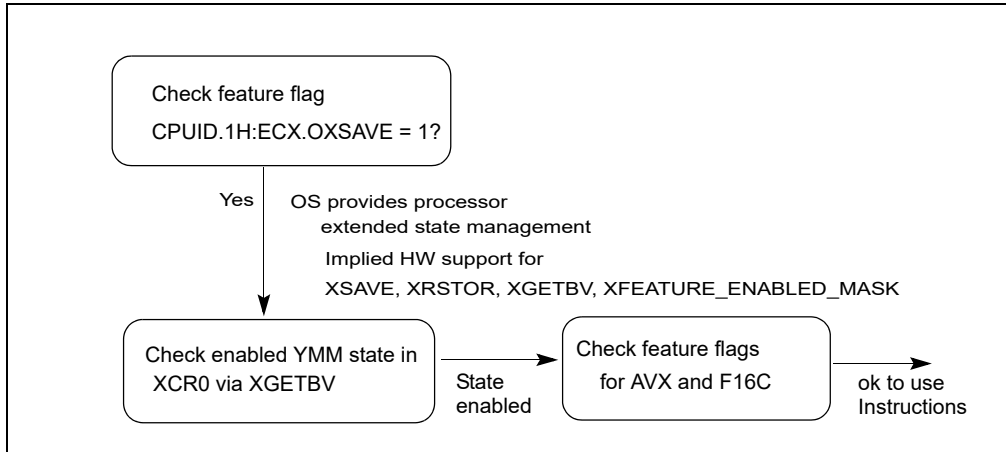 Check feature flag
CPUID.1H:ECX.OXSAVE = 1?
Yes
OS provides processor
extended state management
Implied HW support for
XSAVE, XRSTOR, XGETBV, XFEATURE_ENABLED_MASK
Check enabled YMM state in
XCR0 via XGETBV
State
enabled
Check feature flags
for AVX and F16C
ok to use
Instructions